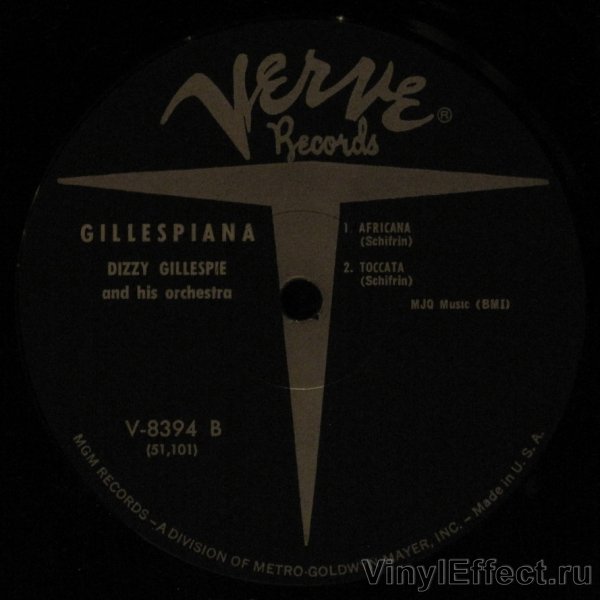 VERVE®
Records
GILLESPIANA
DIZZY GILLESPIE
and his orchestra
1. AFRICANA
(Schifrin)
2. TOCCATA
(Schifrin)
MJQ Music (BMI)
V-8394 B
(51,101)
MGM RECORDS – A DIVISION OF METRO-GOLDWYN-MAYER, INC. – Made in U. S. A.
VinylEffect.ru